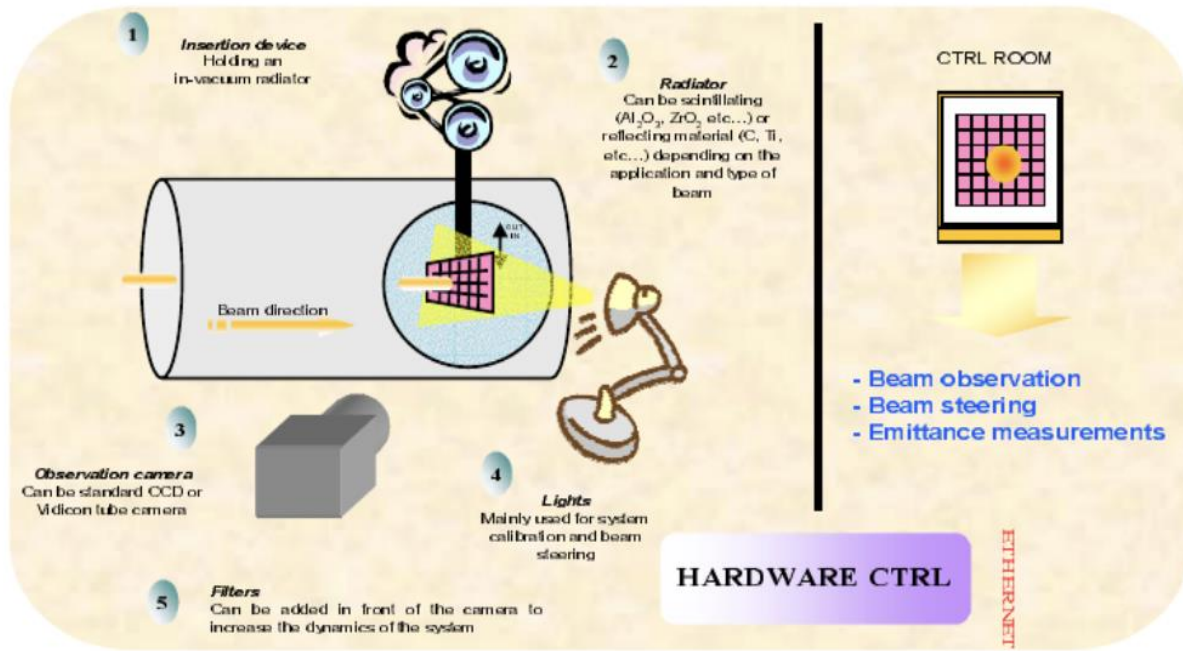 1
Insertion device
Holding an
in-vacuum radiator
2
Radiator
Can be scintillating
(Al2O3, ZrO2 etc...) or
reflecting material (C, Ti,
etc...) depending on the
application and type of
beam
OUT
IN
Beam direction
3
Observation camera
Can be standard CCD or
Vidicon tube camera
4
Lights
Mainly used for system
calibration and beam
steering
5
Filters
Can be added in front of the camera to
increase the dynamics of the system
CTRL ROOM
- Beam observation
- Beam steering
- Emittance measurements
HARDWARE CTRL
ETHERNET